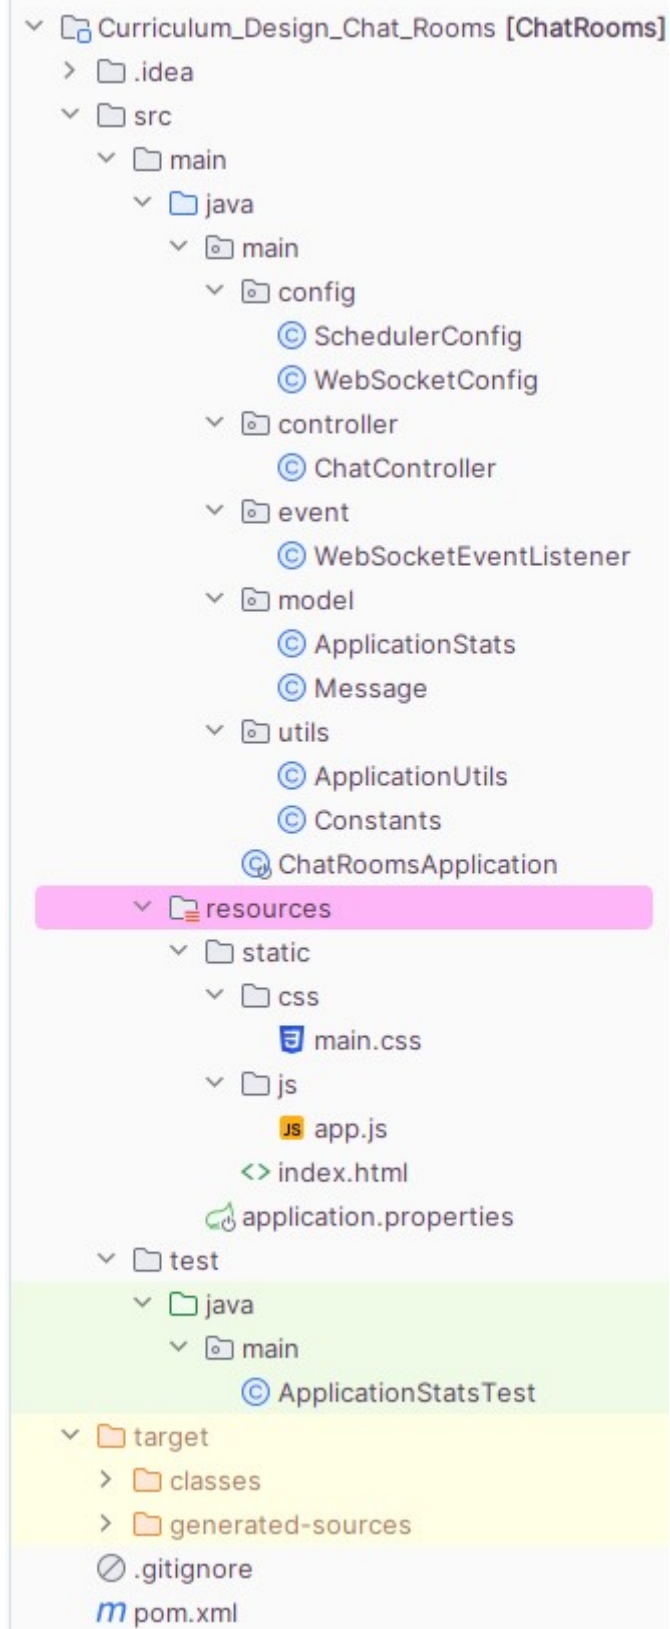 Curriculum_Design_Chat_Rooms [ChatRooms]
.idea
src
main
java
main
config
SchedulerConfig
WebSocketConfig
controller
ChatController
event
WebSocketEventListener
model
ApplicationStats
Message
utils
ApplicationUtils
Constants
ChatRoomsApplication
resources
static
css
main.css
js
JS app.js
index.html
application.properties
test
java
main
ApplicationStatsTest
target
classes
generated-sources
.gitignore
m pom.xml